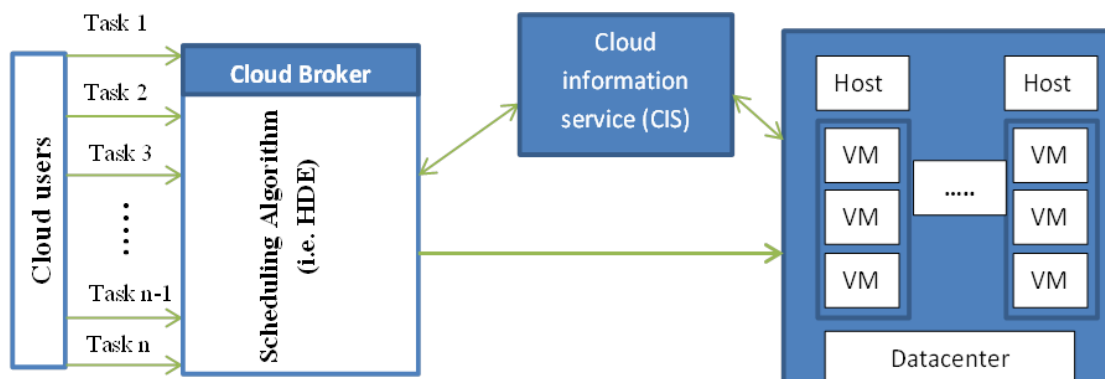 Cloud users
Task 1
Task 2
Task 3
.....
Task n-1
Task n
Cloud Broker
Scheduling Algorithm
(i.e. HDE)
Cloud
information
service (CIS)
Host
VM
VM
VM
.....
Host
VM
VM
VM
Datacenter